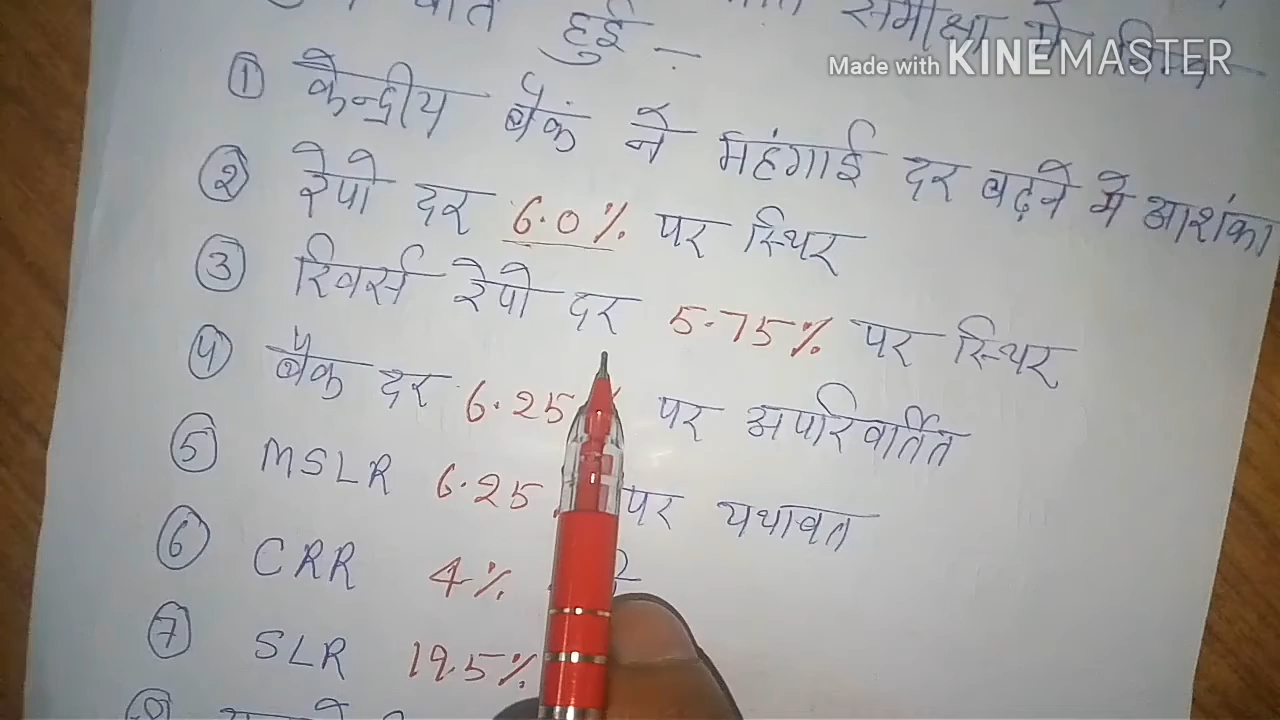 हुई - समीक्षा मे
Made with KINEMASTER
① केन्द्रीय बैंक ने महंगाई दर बढ़ने मे आशंका
② रेपो दर 6.0% पर स्थिर
③ रिवर्स रेपो दर 5.75% पर स्थिर
④ बैंक दर 6.25% पर अपरिवर्तित
⑤ MSLR 6.25 पर यथावत
⑥ CRR 4%
⑦ SLR 19.5%
⑧